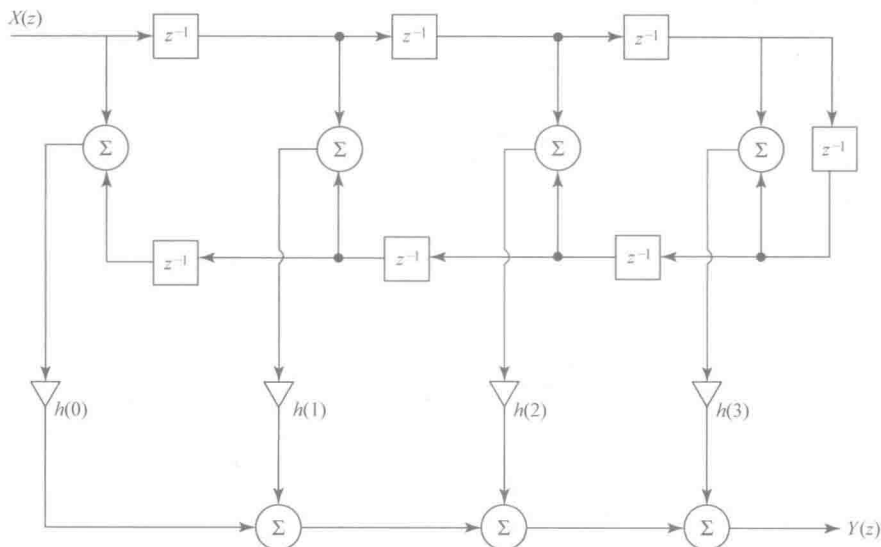 X(z)
z⁻¹ z⁻¹ z⁻¹
Σ Σ Σ Σ z⁻¹
z⁻¹ z⁻¹ z⁻¹
h(0) h(1) h(2) h(3)
Σ Σ Σ Y(z)